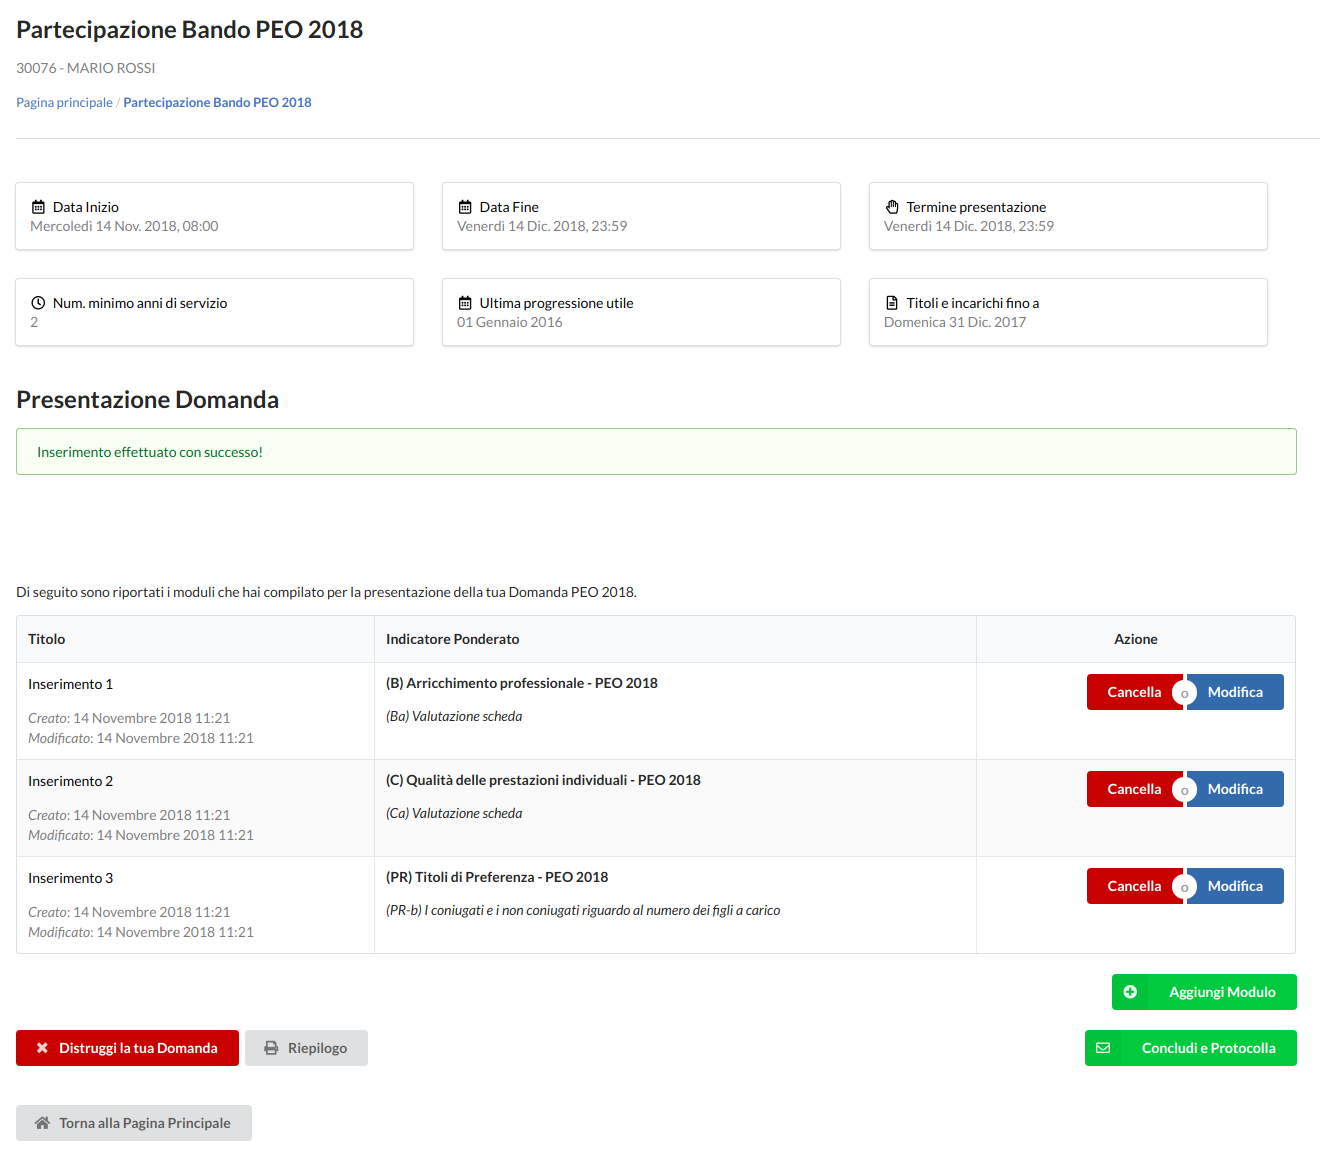 Partecipazione Bando PEO 2018
30076 - MARIO ROSSI
Pagina principale / Partecipazione Bando PEO 2018
Data Inizio
Mercoledì 14 Nov. 2018, 08:00
Data Fine
Venerdì 14 Dic. 2018, 23:59
Termine presentazione
Venerdì 14 Dic. 2018, 23:59
Num. minimo anni di servizio
2
Ultima progressione utile
01 Gennaio 2016
Titoli e incarichi fino a
Domenica 31 Dic. 2017
Presentazione Domanda
Inserimento effettuato con successo!
Di seguito sono riportati i moduli che hai compilato per la presentazione della tua Domanda PEO 2018.
Titolo Indicatore Ponderato Azione
Inserimento 1
Creato: 14 Novembre 2018 11:21
Modificato: 14 Novembre 2018 11:21
(B) Arricchimento professionale - PEO 2018
(Ba) Valutazione scheda
Cancella o Modifica
Inserimento 2
Creato: 14 Novembre 2018 11:21
Modificato: 14 Novembre 2018 11:21
(C) Qualità delle prestazioni individuali - PEO 2018
(Ca) Valutazione scheda
Cancella o Modifica
Inserimento 3
Creato: 14 Novembre 2018 11:21
Modificato: 14 Novembre 2018 11:21
(PR) Titoli di Preferenza - PEO 2018
(PR-b) I coniugati e i non coniugati riguardo al numero dei figli a carico
Cancella o Modifica
Aggiungi Modulo
Distruggi la tua Domanda Riepilogo Concludi e Protocolla
Torna alla Pagina Principale